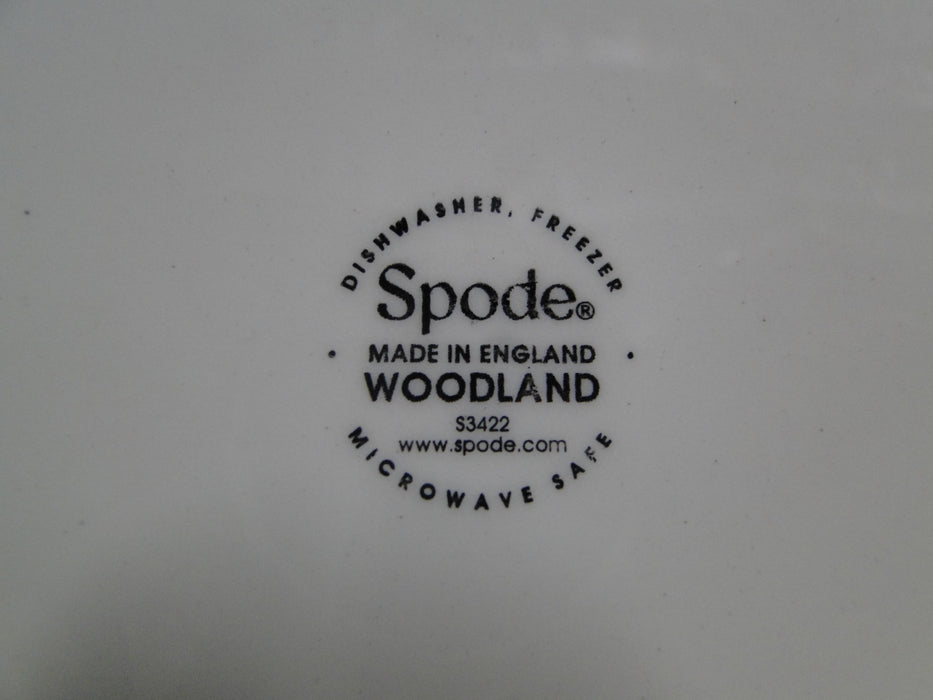 DISHWASHER, FREEZER
Spode®
• MADE IN ENGLAND •
WOODLAND
S3422
www.spode.com
MICROWAVE SAFE